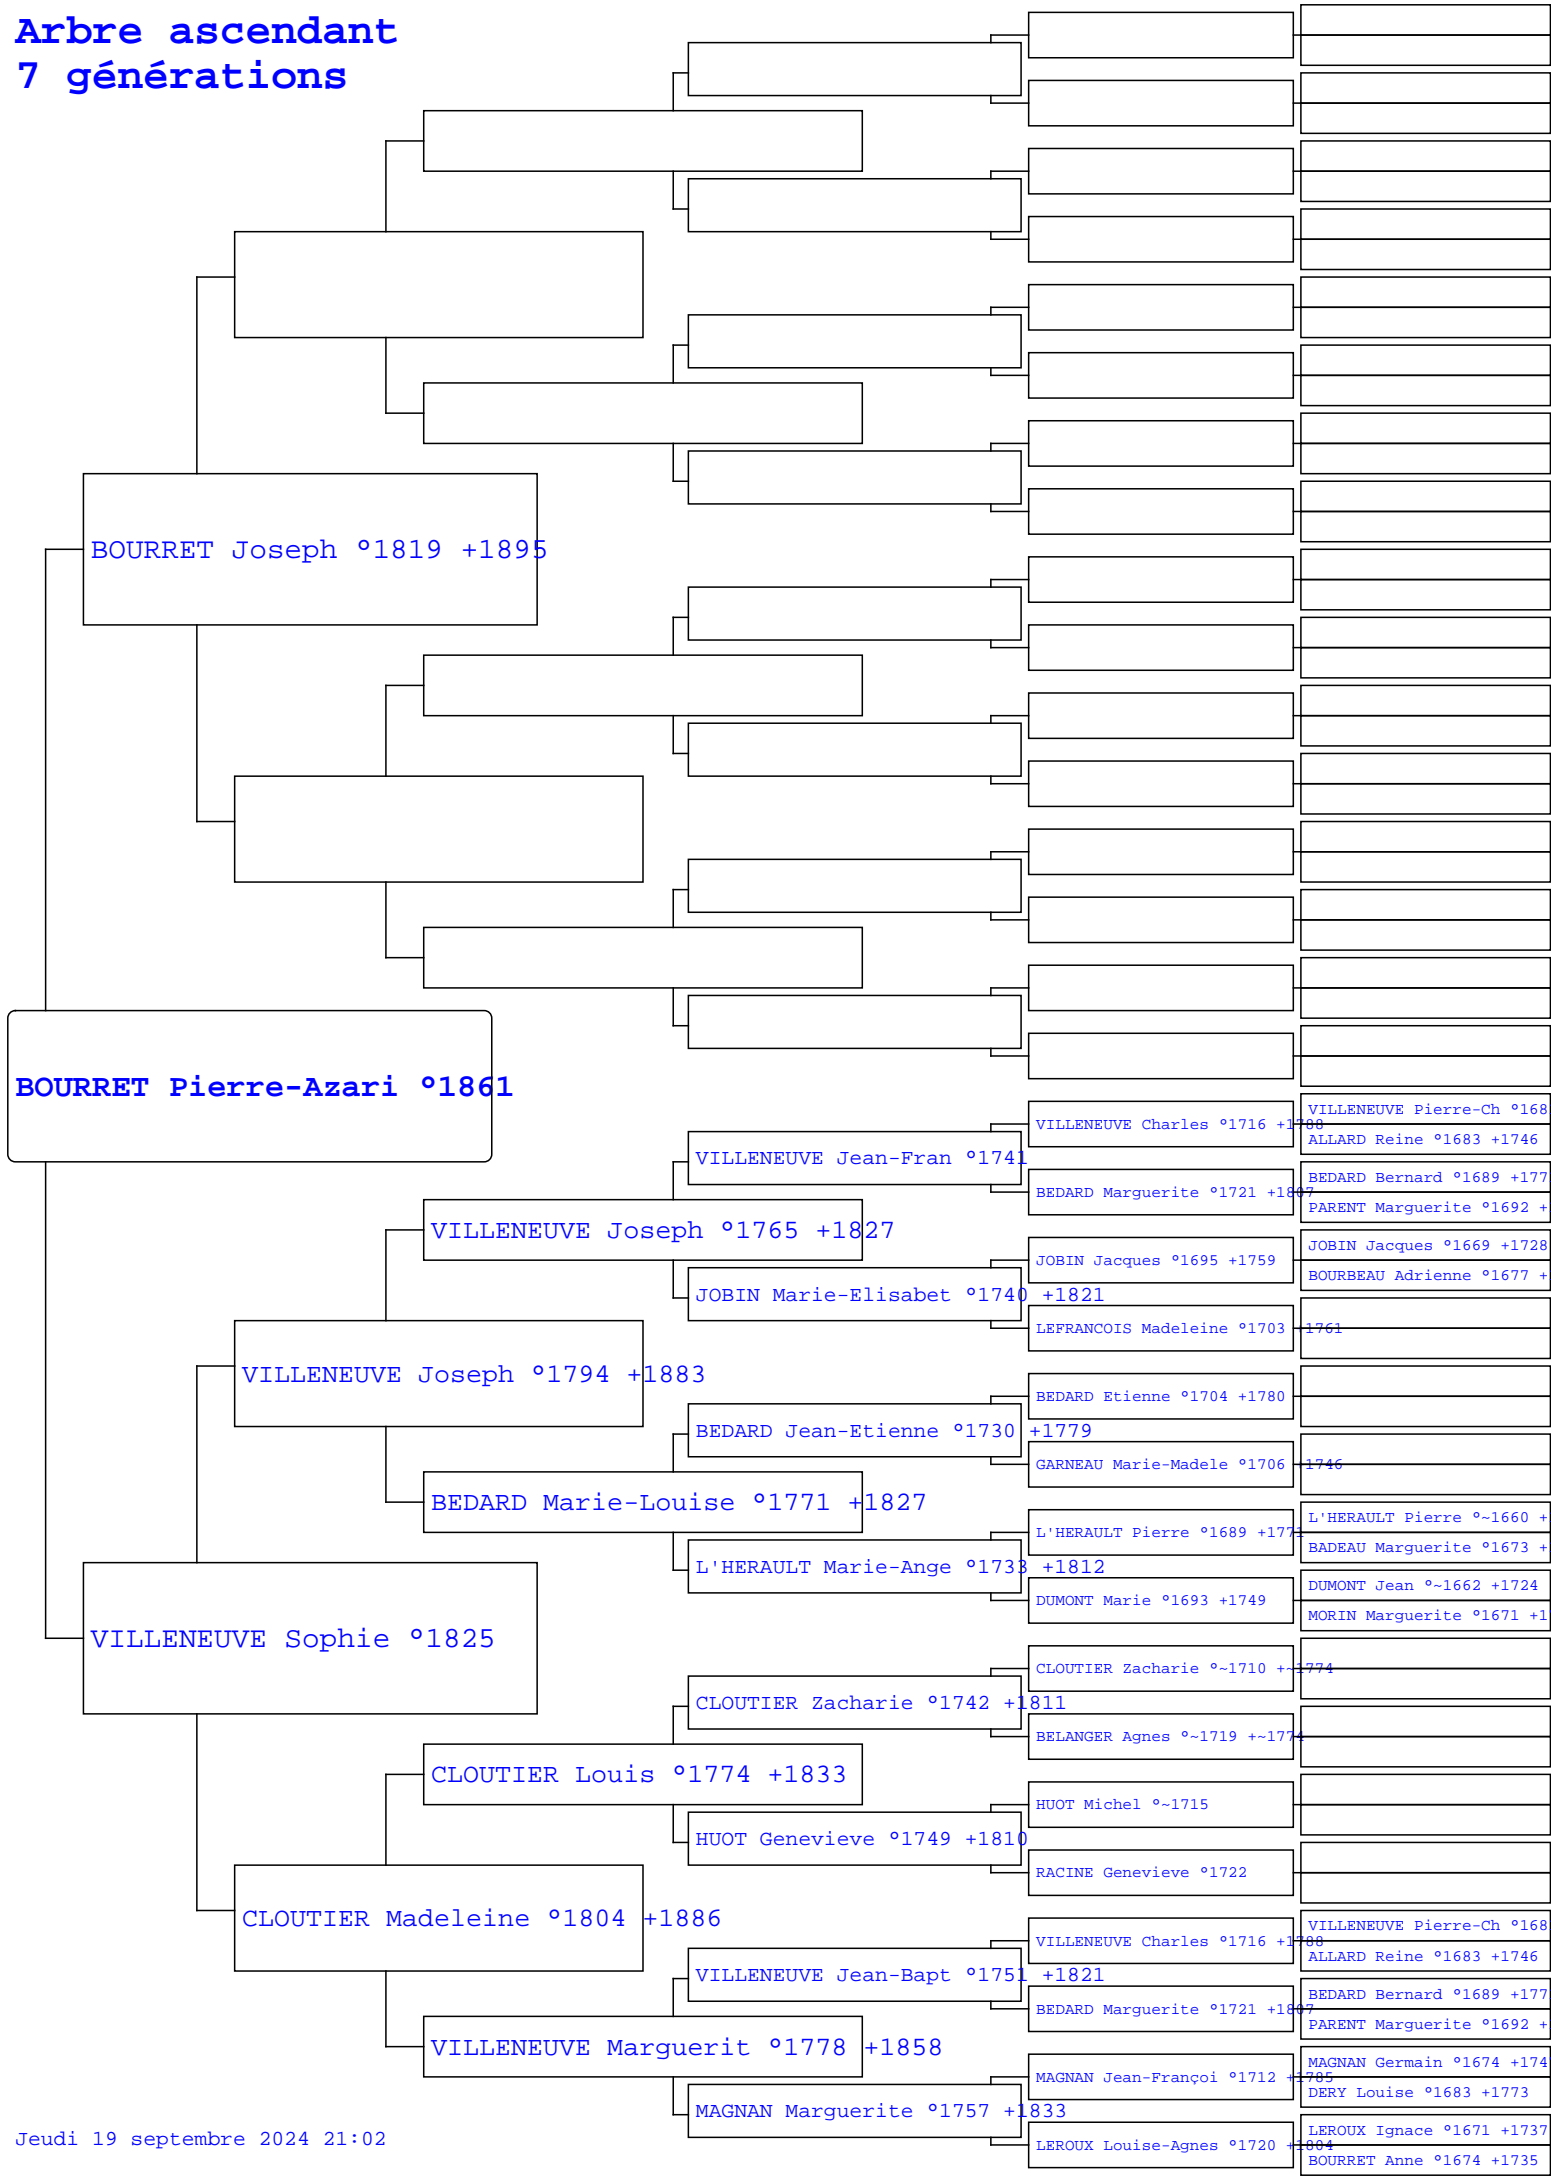 Arbre ascendant
7 générations
BOURRET Joseph °1819 +1895
BOURRET Pierre-Azari °1861
VILLENEUVE Pierre-Ch °168
VILLENEUVE Charles °1716 +1788
ALLARD Reine °1683 +1746
VILLENEUVE Jean-Fran °1741
BEDARD Bernard °1689 +177
BEDARD Marguerite °1721 +1807
PARENT Marguerite °1692 +
VILLENEUVE Joseph °1765 +1827
JOBIN Jacques °1669 +1728
JOBIN Jacques °1695 +1759
BOURBEAU Adrienne °1677 +
JOBIN Marie-Elisabet °1740 +1821
LEFRANCOIS Madeleine °1703 +1761
VILLENEUVE Joseph °1794 +1883
BEDARD Etienne °1704 +1780
BEDARD Jean-Etienne °1730 +1779
GARNEAU Marie-Madele °1706 +1746
BEDARD Marie-Louise °1771 +1827
L'HERAULT Pierre °~1660 +
L'HERAULT Pierre °1689 +1771
BADEAU Marguerite °1673 +
L'HERAULT Marie-Ange °1733 +1812
DUMONT Jean °~1662 +1724
DUMONT Marie °1693 +1749
MORIN Marguerite °1671 +1
VILLENEUVE Sophie °1825
CLOUTIER Zacharie °~1710 +~1774
CLOUTIER Zacharie °1742 +1811
BELANGER Agnes °~1719 +~1774
CLOUTIER Louis °1774 +1833
HUOT Michel °~1715
HUOT Genevieve °1749 +1810
RACINE Genevieve °1722
CLOUTIER Madeleine °1804 +1886
VILLENEUVE Pierre-Ch °168
VILLENEUVE Charles °1716 +1788
ALLARD Reine °1683 +1746
VILLENEUVE Jean-Bapt °1751 +1821
BEDARD Bernard °1689 +177
BEDARD Marguerite °1721 +1807
PARENT Marguerite °1692 +
VILLENEUVE Marguerit °1778 +1858
MAGNAN Germain °1674 +174
MAGNAN Jean-Françoi °1712 +1785
DERY Louise °1683 +1773
MAGNAN Marguerite °1757 +1833
LEROUX Ignace °1671 +1737
LEROUX Louise-Agnes °1720 +1804
BOURRET Anne °1674 +1735
Jeudi 19 septembre 2024 21:02